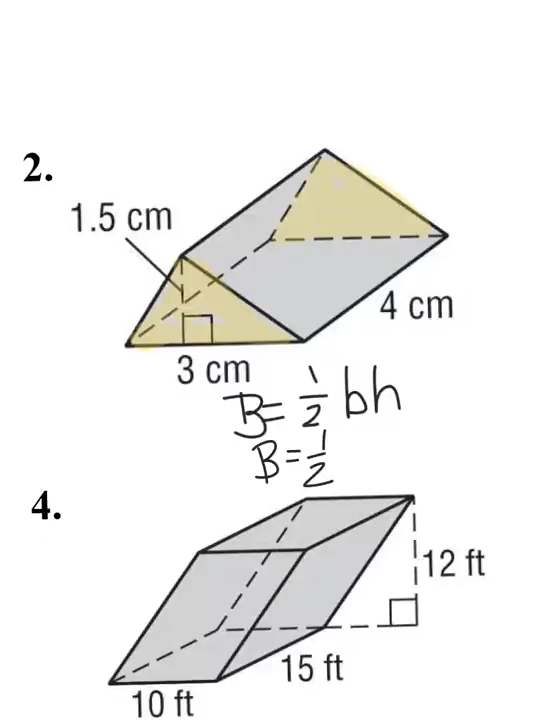 2.
1.5 cm
4 cm
3 cm
B = 1/2 bh
B = 1/2
4.
12 ft
15 ft
10 ft